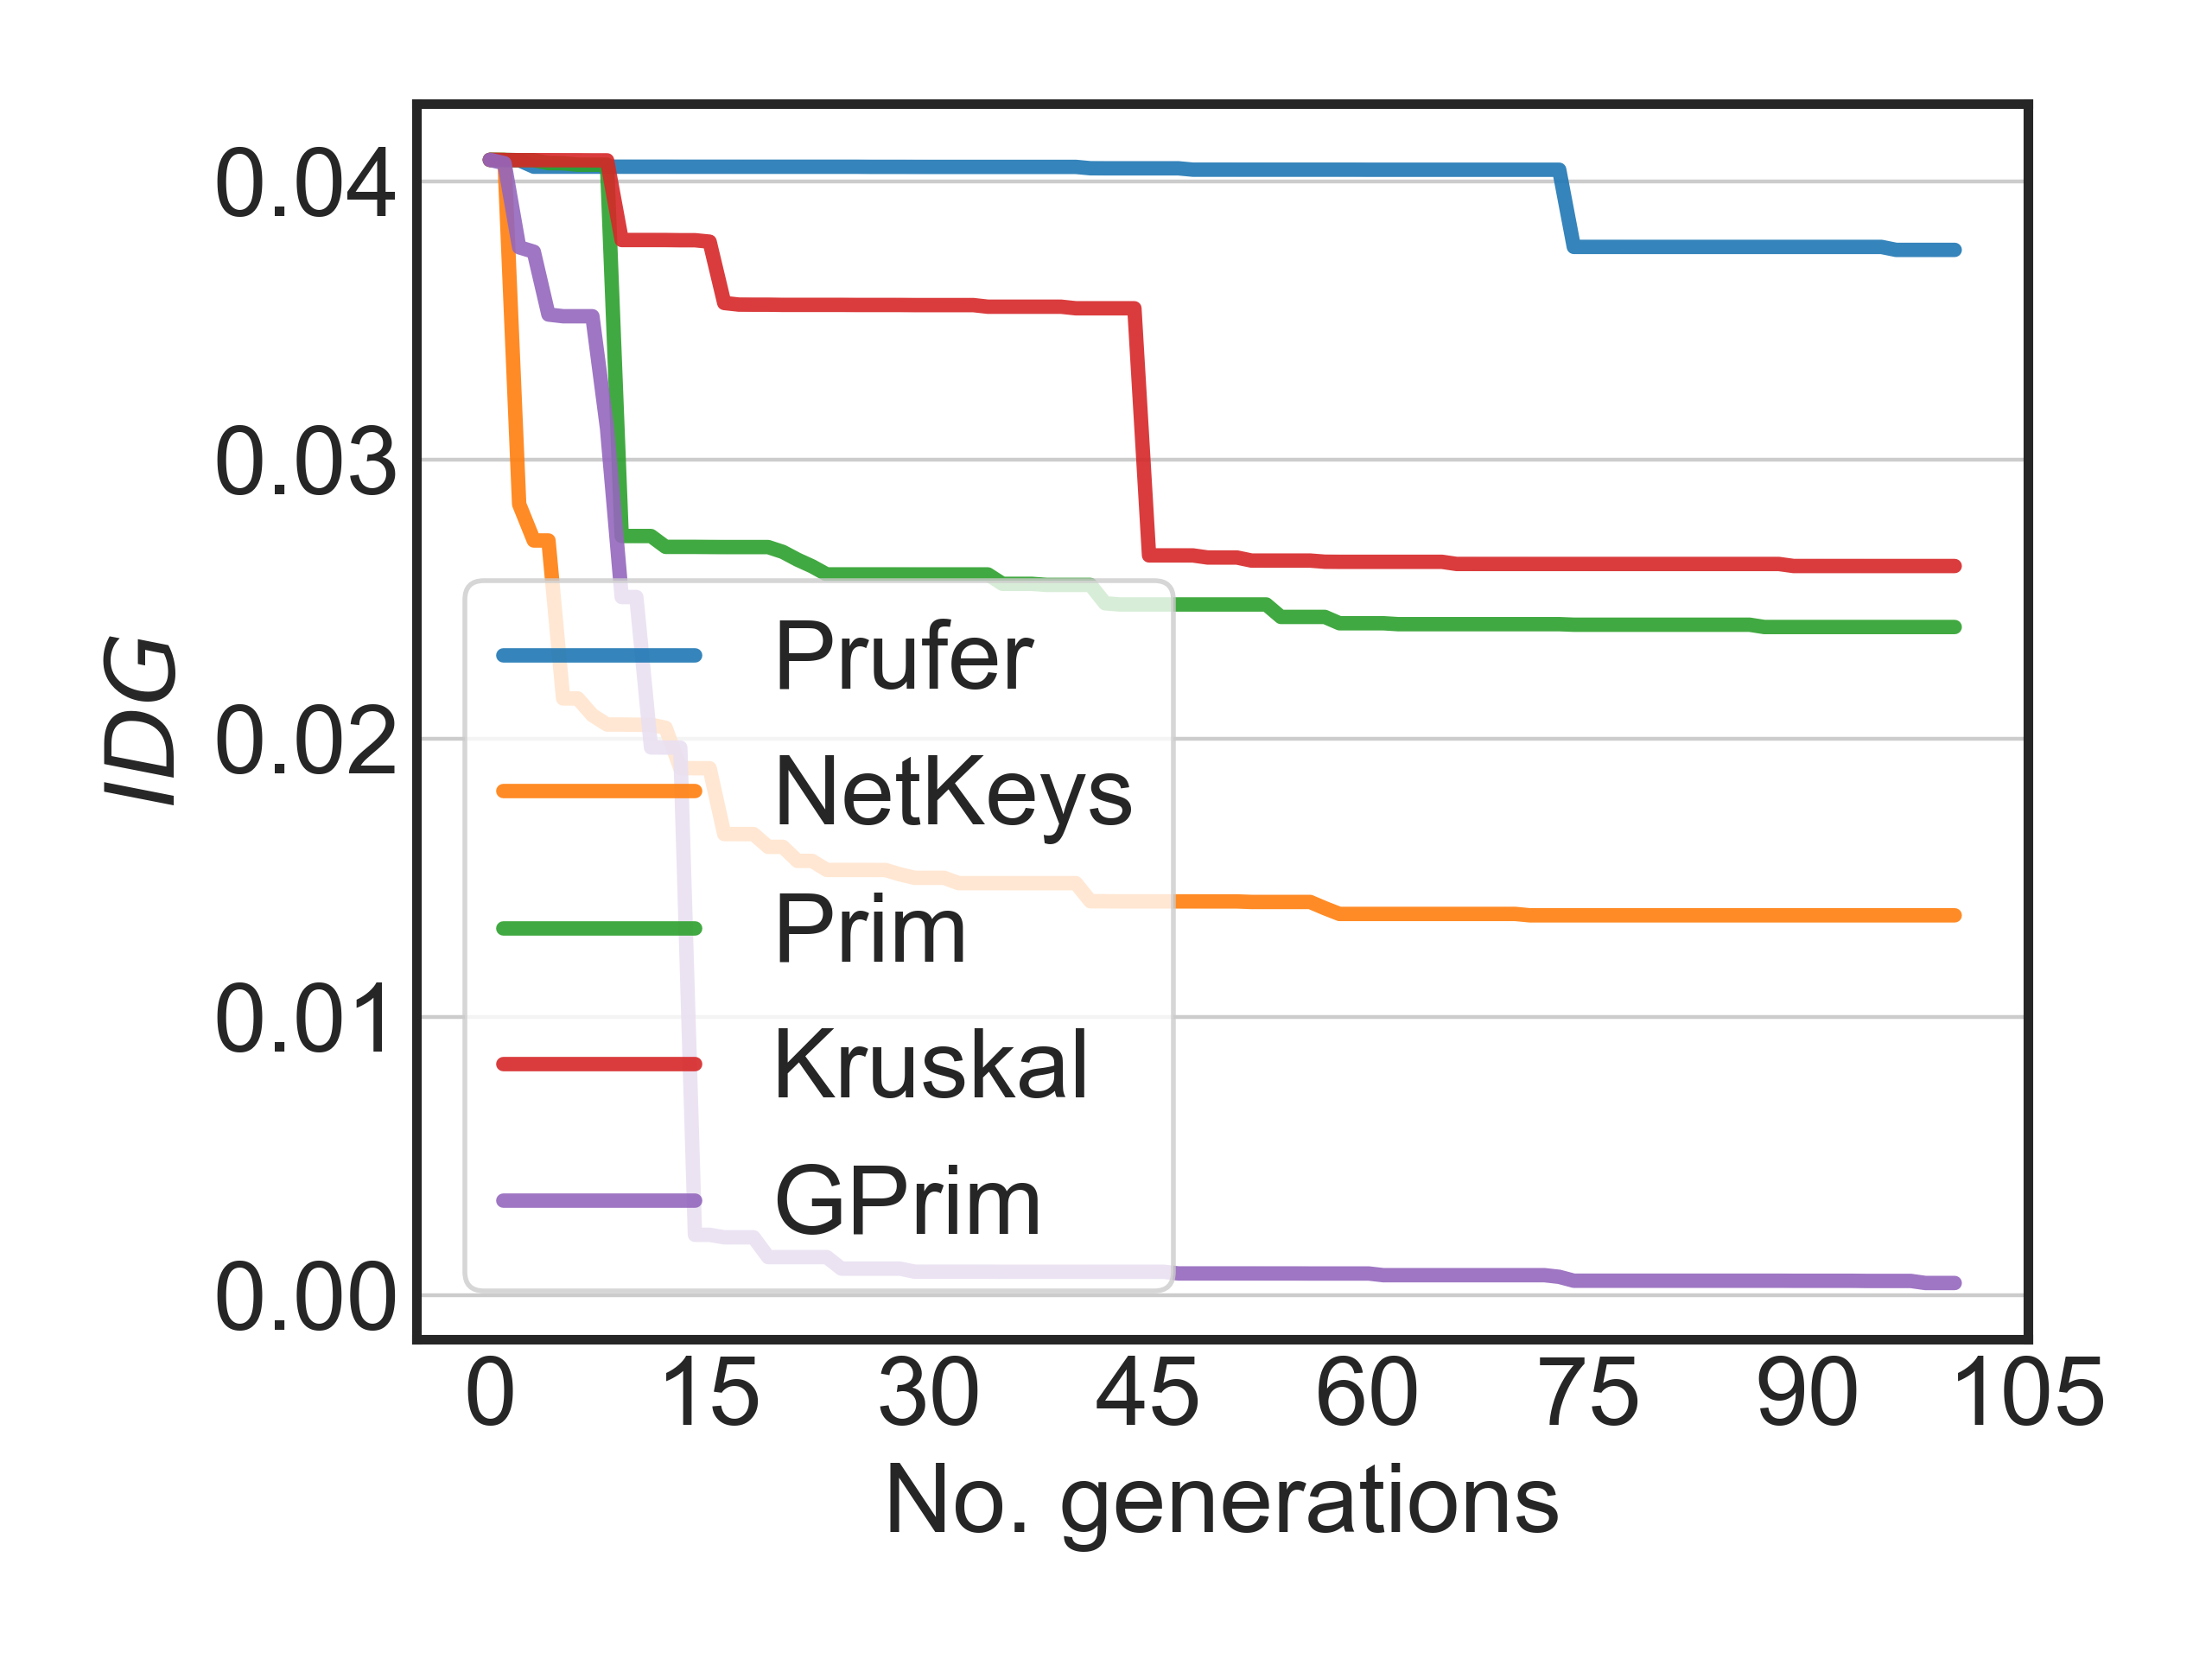 0.04
0.03
0.02
0.01
0.00
IDG
Prufer
NetKeys
Prim
Kruskal
GPrim
0 15 30 45 60 75 90 105
No. generations